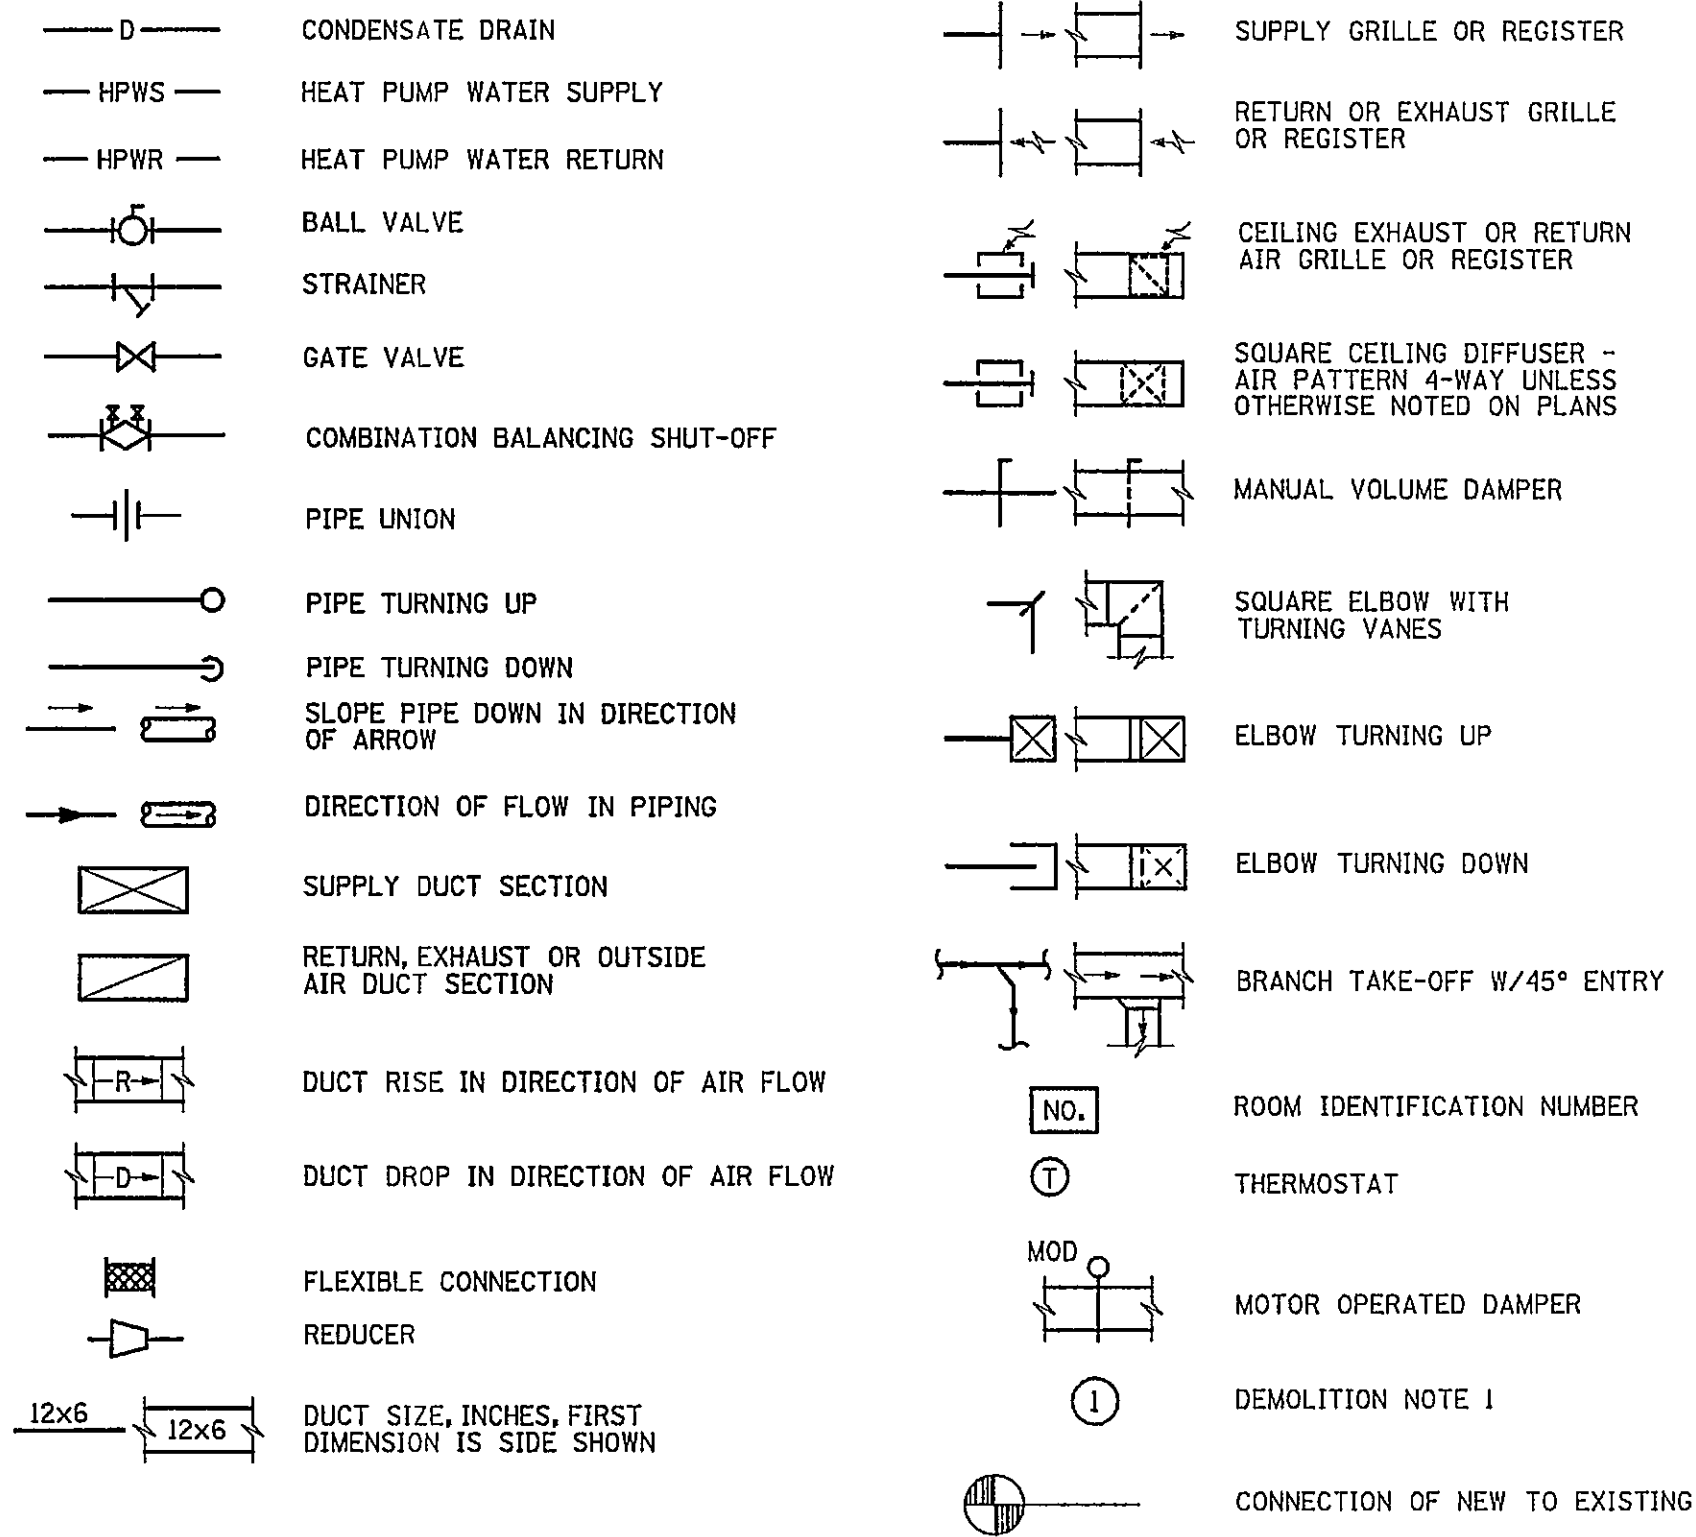 D CONDENSATE DRAIN
HPWS HEAT PUMP WATER SUPPLY
HPWR HEAT PUMP WATER RETURN
BALL VALVE
STRAINER
GATE VALVE
COMBINATION BALANCING SHUT-OFF
PIPE UNION
PIPE TURNING UP
PIPE TURNING DOWN
SLOPE PIPE DOWN IN DIRECTION
OF ARROW
DIRECTION OF FLOW IN PIPING
SUPPLY DUCT SECTION
RETURN, EXHAUST OR OUTSIDE
AIR DUCT SECTION
R DUCT RISE IN DIRECTION OF AIR FLOW
D DUCT DROP IN DIRECTION OF AIR FLOW
FLEXIBLE CONNECTION
REDUCER
12x6 12x6 DUCT SIZE, INCHES, FIRST
DIMENSION IS SIDE SHOWN
SUPPLY GRILLE OR REGISTER
RETURN OR EXHAUST GRILLE
OR REGISTER
CEILING EXHAUST OR RETURN
AIR GRILLE OR REGISTER
SQUARE CEILING DIFFUSER -
AIR PATTERN 4-WAY UNLESS
OTHERWISE NOTED ON PLANS
MANUAL VOLUME DAMPER
SQUARE ELBOW WITH
TURNING VANES
ELBOW TURNING UP
ELBOW TURNING DOWN
BRANCH TAKE-OFF W/45° ENTRY
NO. ROOM IDENTIFICATION NUMBER
T THERMOSTAT
MOD
MOTOR OPERATED DAMPER
1 DEMOLITION NOTE 1
CONNECTION OF NEW TO EXISTING